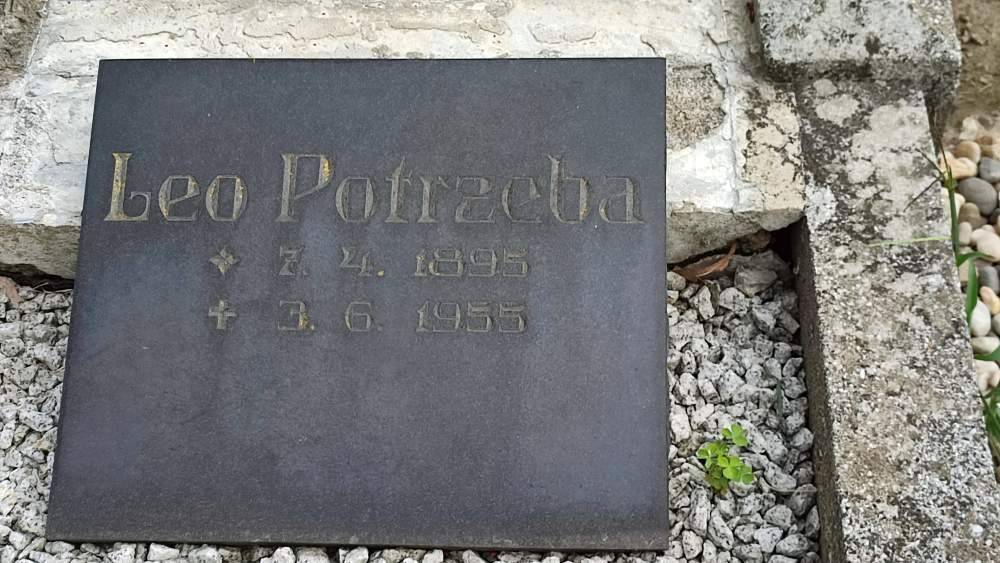 Leo Potrzeba
✦ 7. 4. 1895
✝ 3. 6. 1955